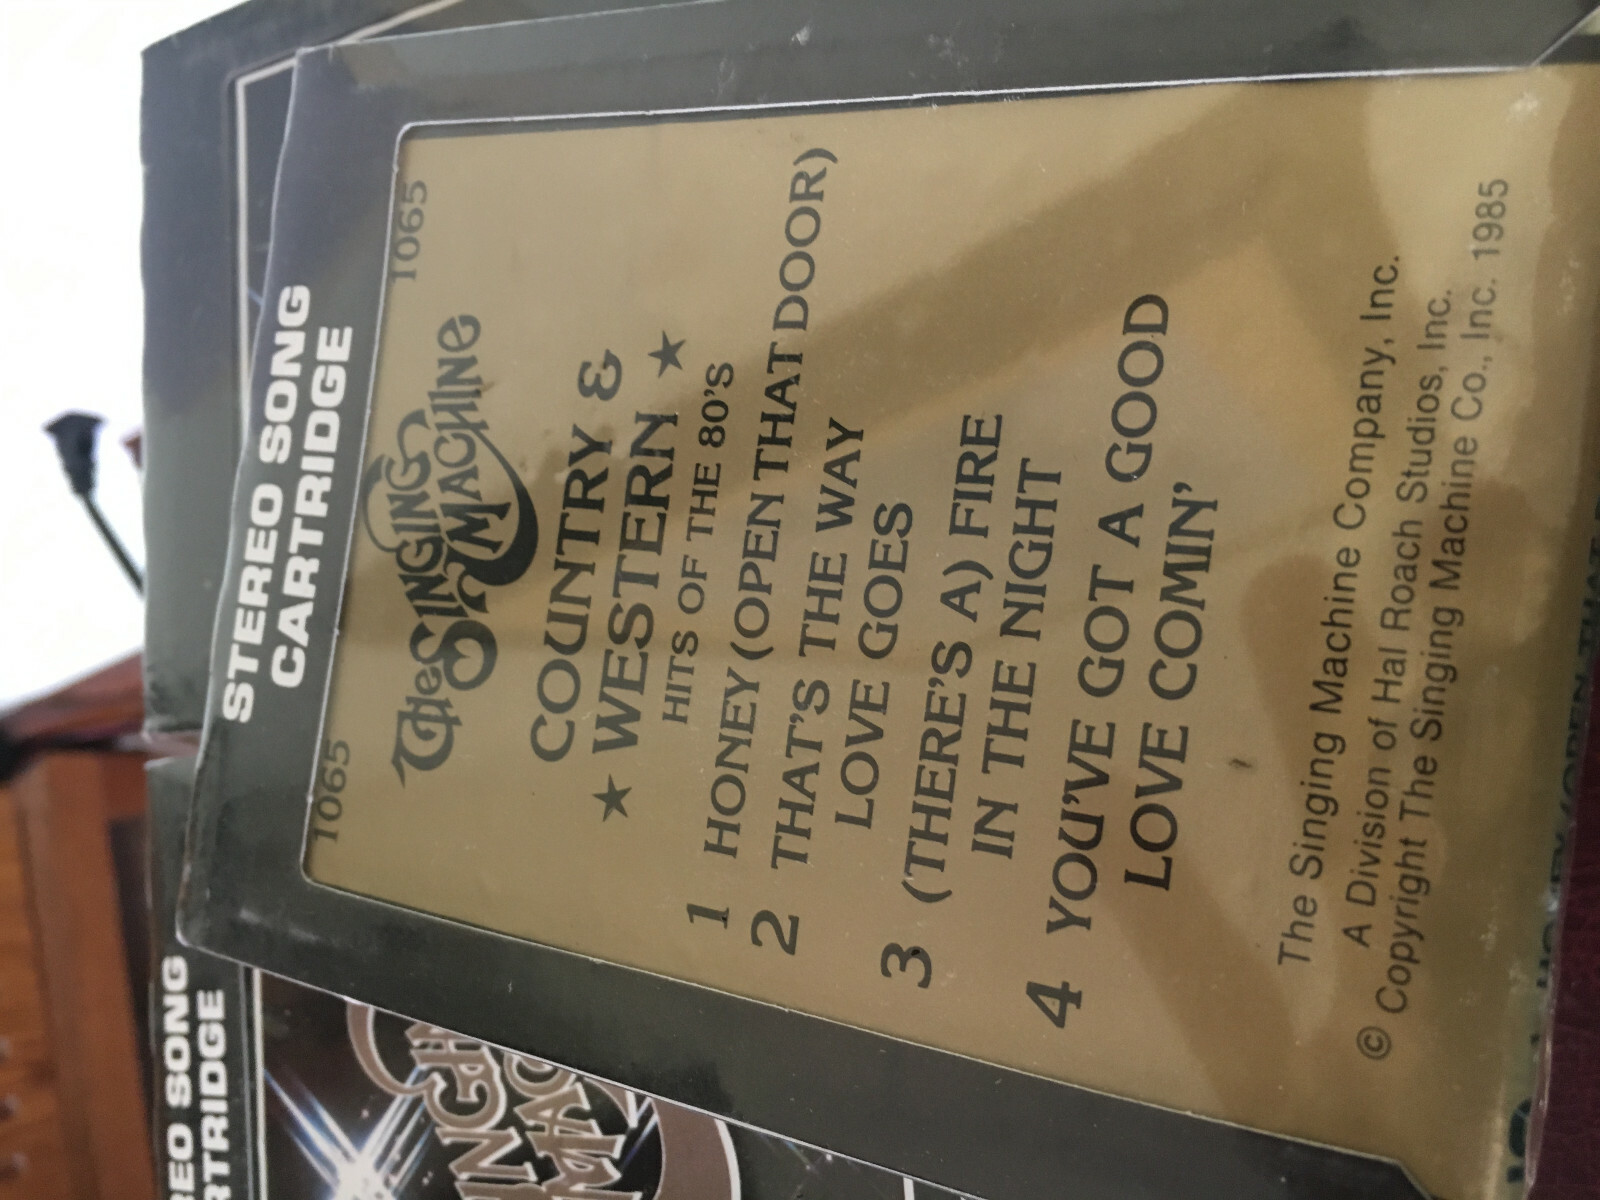 STEREO SONG
CARTRIDGE
1065
1065
The SINGING
MACHINE
COUNTRY &
★ WESTERN ★
HITS OF THE 80'S
1 HONEY (OPEN THAT DOOR)
2 THAT'S THE WAY
LOVE GOES
3 (THERE'S A) FIRE
IN THE NIGHT
4 YOU'VE GOT A GOOD
LOVE COMIN'
The Singing Machine Company, Inc.
A Division of Hal Roach Studios, Inc.
© Copyright The Singing Machine Co., Inc. 1985
REO SONG
RTRIDGE